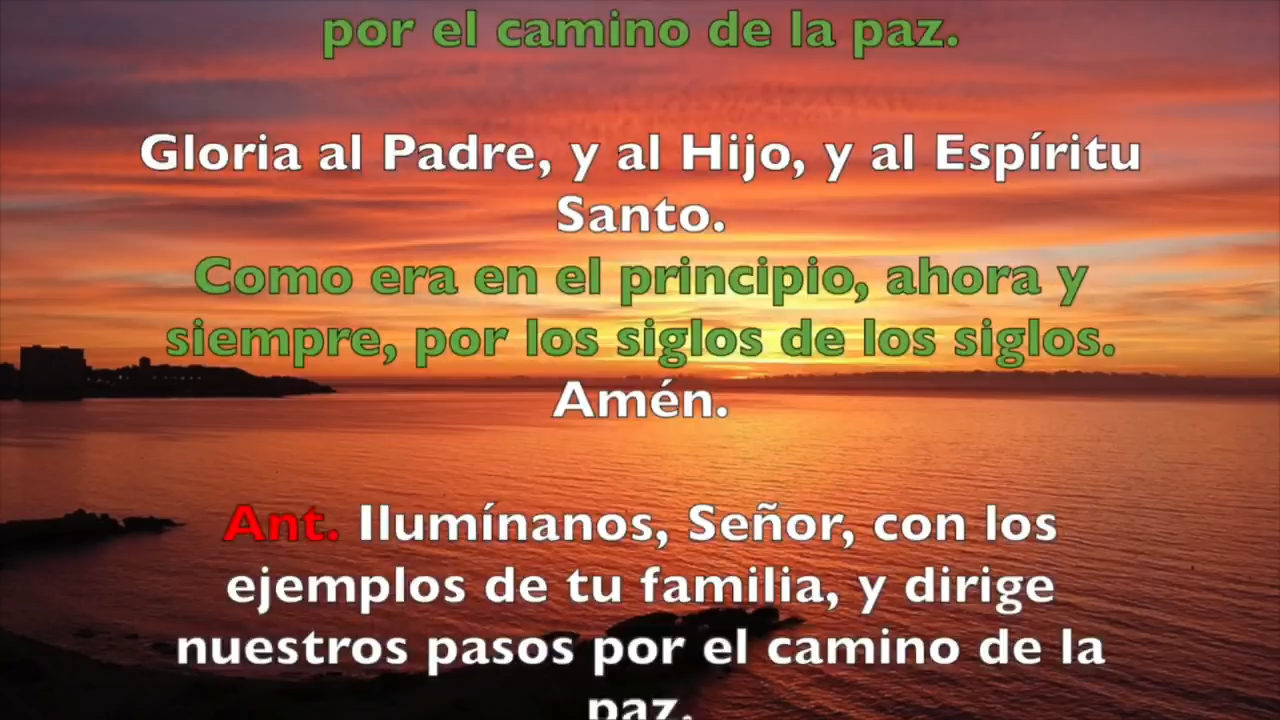 por el camino de la paz.
Gloria al Padre, y al Hijo, y al Espíritu
Santo.
Como era en el principio, ahora y
siempre, por los siglos de los siglos.
Amén.
Ant. Ilumínanos, Señor, con los
ejemplos de tu familia, y dirige
nuestros pasos por el camino de la
paz.